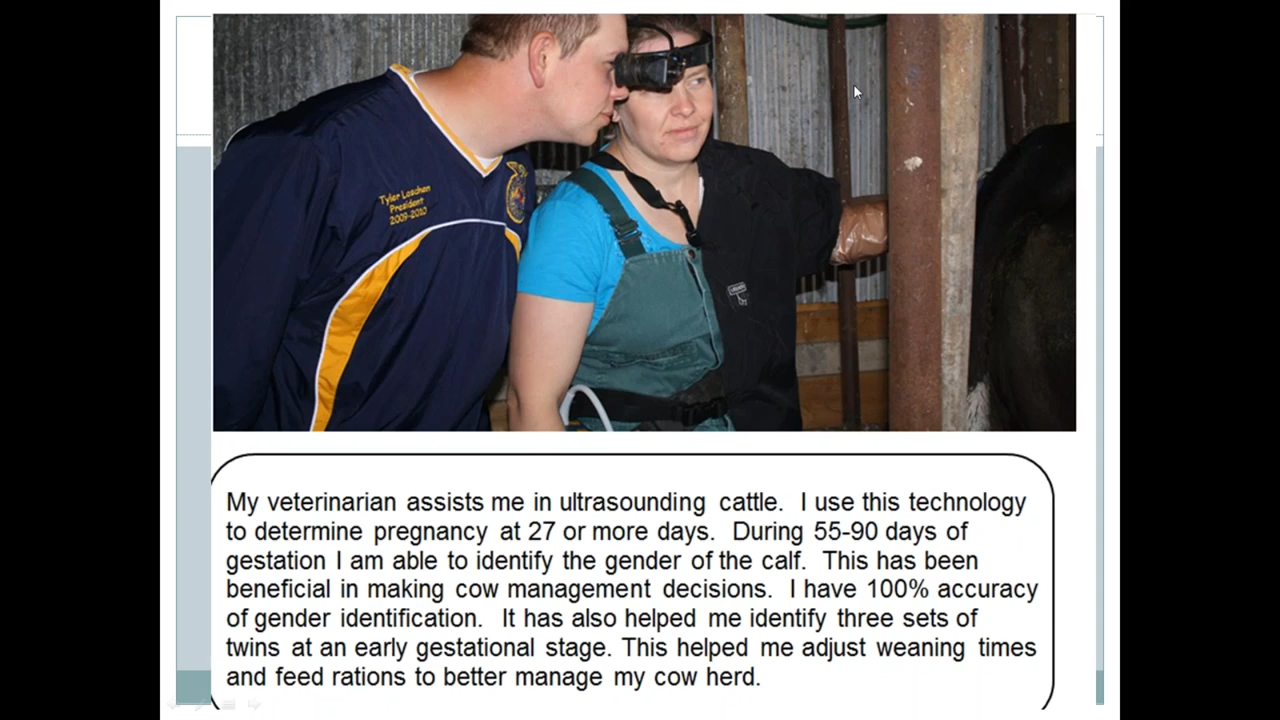 Tyler Loschen
President
2009-2010
My veterinarian assists me in ultrasounding cattle. I use this technology
to determine pregnancy at 27 or more days. During 55-90 days of
gestation I am able to identify the gender of the calf. This has been
beneficial in making cow management decisions. I have 100% accuracy
of gender identification. It has also helped me identify three sets of
twins at an early gestational stage. This helped me adjust weaning times
and feed rations to better manage my cow herd.